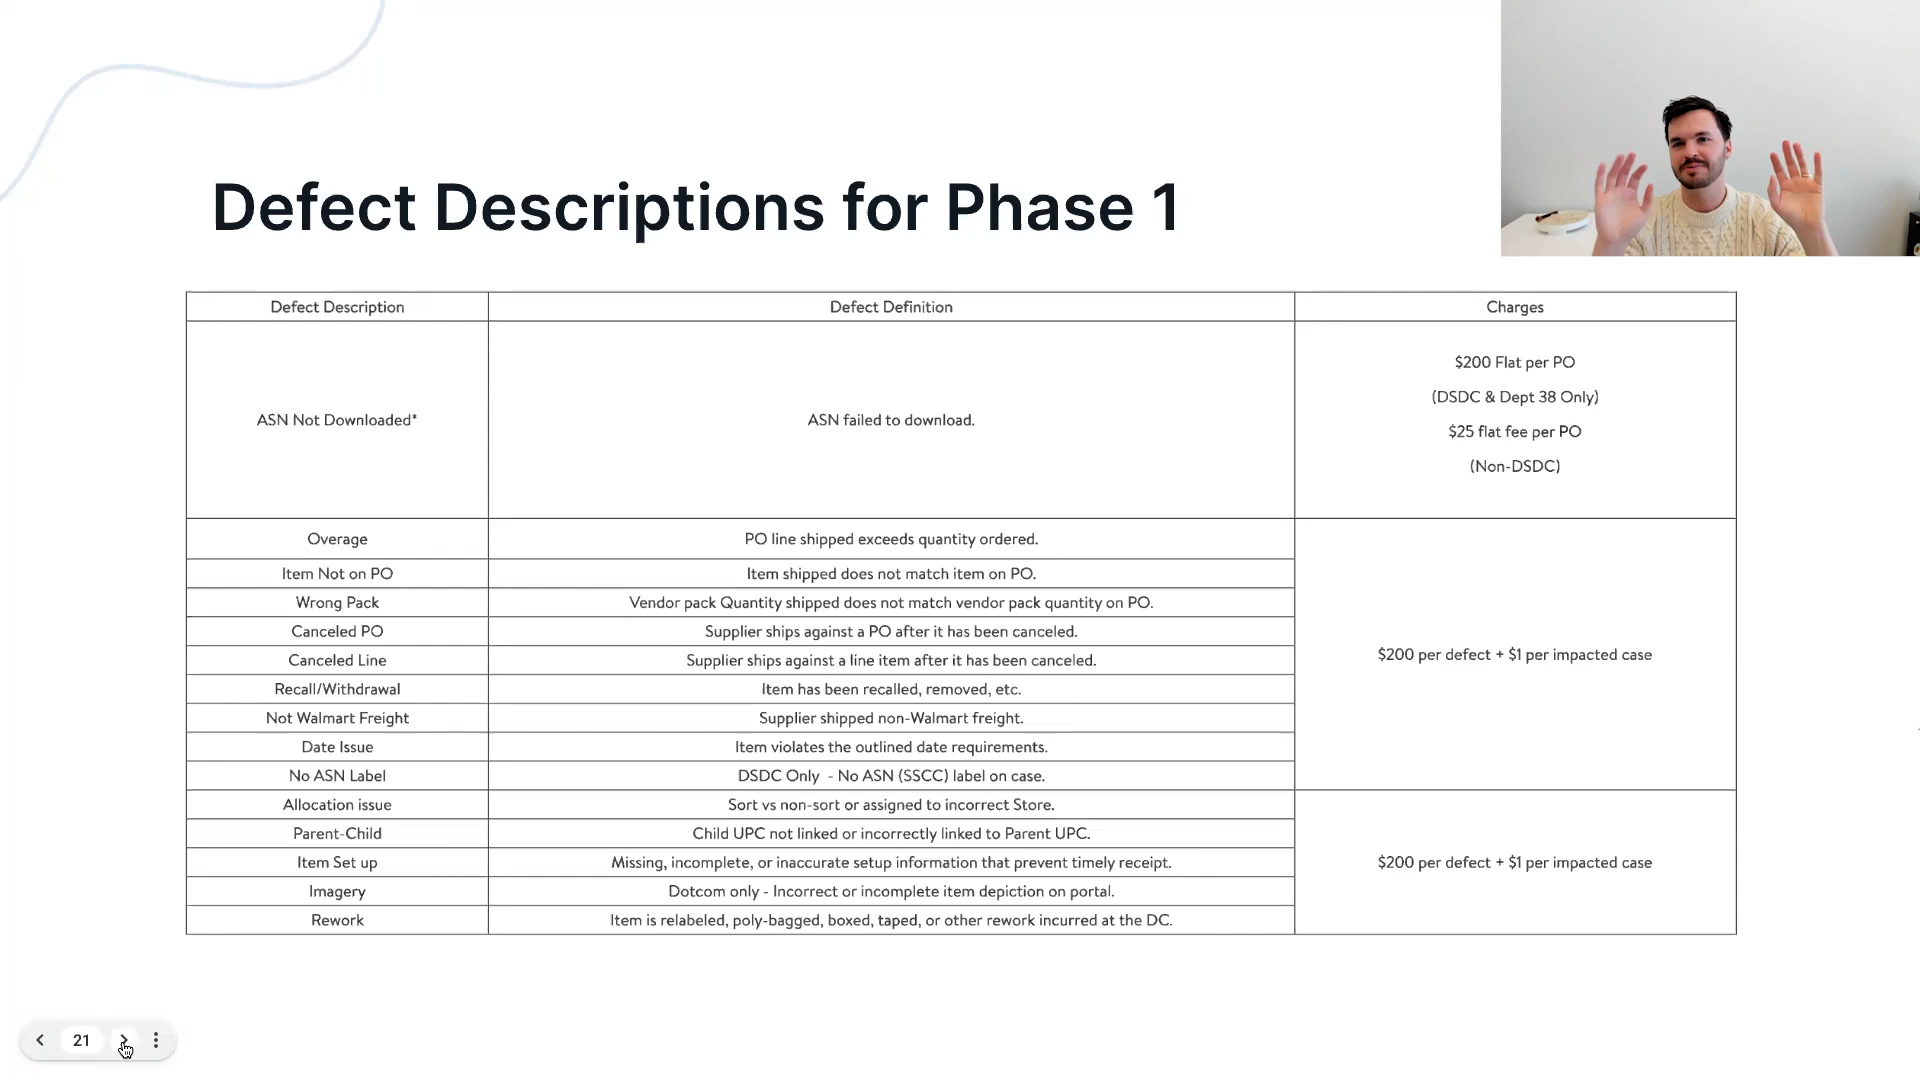 Defect Descriptions for Phase 1
Defect Description Defect Definition Charges
ASN Not Downloaded* ASN failed to download.
$200 Flat per PO
(DSDC & Dept 38 Only)
$25 flat fee per PO
(Non-DSDC)
Overage PO line shipped exceeds quantity ordered.
Item Not on PO Item shipped does not match item on PO.
Wrong Pack Vendor pack Quantity shipped does not match vendor pack quantity on PO.
Canceled PO Supplier ships against a PO after it has been canceled.
Canceled Line Supplier ships against a line item after it has been canceled.
$200 per defect + $1 per impacted case
Recall/Withdrawal Item has been recalled, removed, etc.
Not Walmart Freight Supplier shipped non-Walmart freight.
Date Issue Item violates the outlined date requirements.
No ASN Label DSDC Only - No ASN (SSCC) label on case.
Allocation issue Sort vs non-sort or assigned to incorrect Store.
Parent-Child Child UPC not linked or incorrectly linked to Parent UPC.
Item Set up Missing, incomplete, or inaccurate setup information that prevent timely receipt.
$200 per defect + $1 per impacted case
Imagery Dotcom only - Incorrect or incomplete item depiction on portal.
Rework Item is relabeled, poly-bagged, boxed, taped, or other rework incurred at the DC.
21